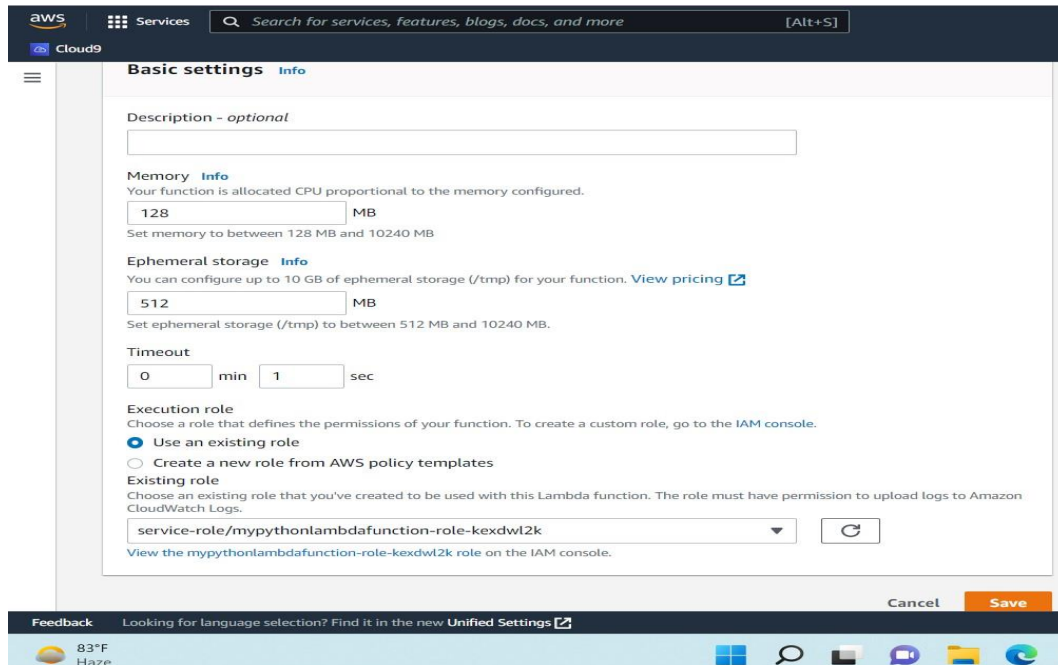 aws
Services
Search for services, features, blogs, docs, and more
[Alt+S]
Cloud9
Basic settings Info
Description - optional
Memory Info
Your function is allocated CPU proportional to the memory configured.
128 MB
Set memory to between 128 MB and 10240 MB
Ephemeral storage Info
You can configure up to 10 GB of ephemeral storage (/tmp) for your function. View pricing
512 MB
Set ephemeral storage (/tmp) to between 512 MB and 10240 MB.
Timeout
0 min 1 sec
Execution role
Choose a role that defines the permissions of your function. To create a custom role, go to the IAM console.
Use an existing role
Create a new role from AWS policy templates
Existing role
Choose an existing role that you've created to be used with this Lambda function. The role must have permission to upload logs to Amazon
CloudWatch Logs.
service-role/mypythonlambdafunction-role-kexdwl2k
View the mypythonlambdafunction-role-kexdwl2k role on the IAM console.
Cancel Save
Feedback Looking for language selection? Find it in the new Unified Settings
83°F
Haze